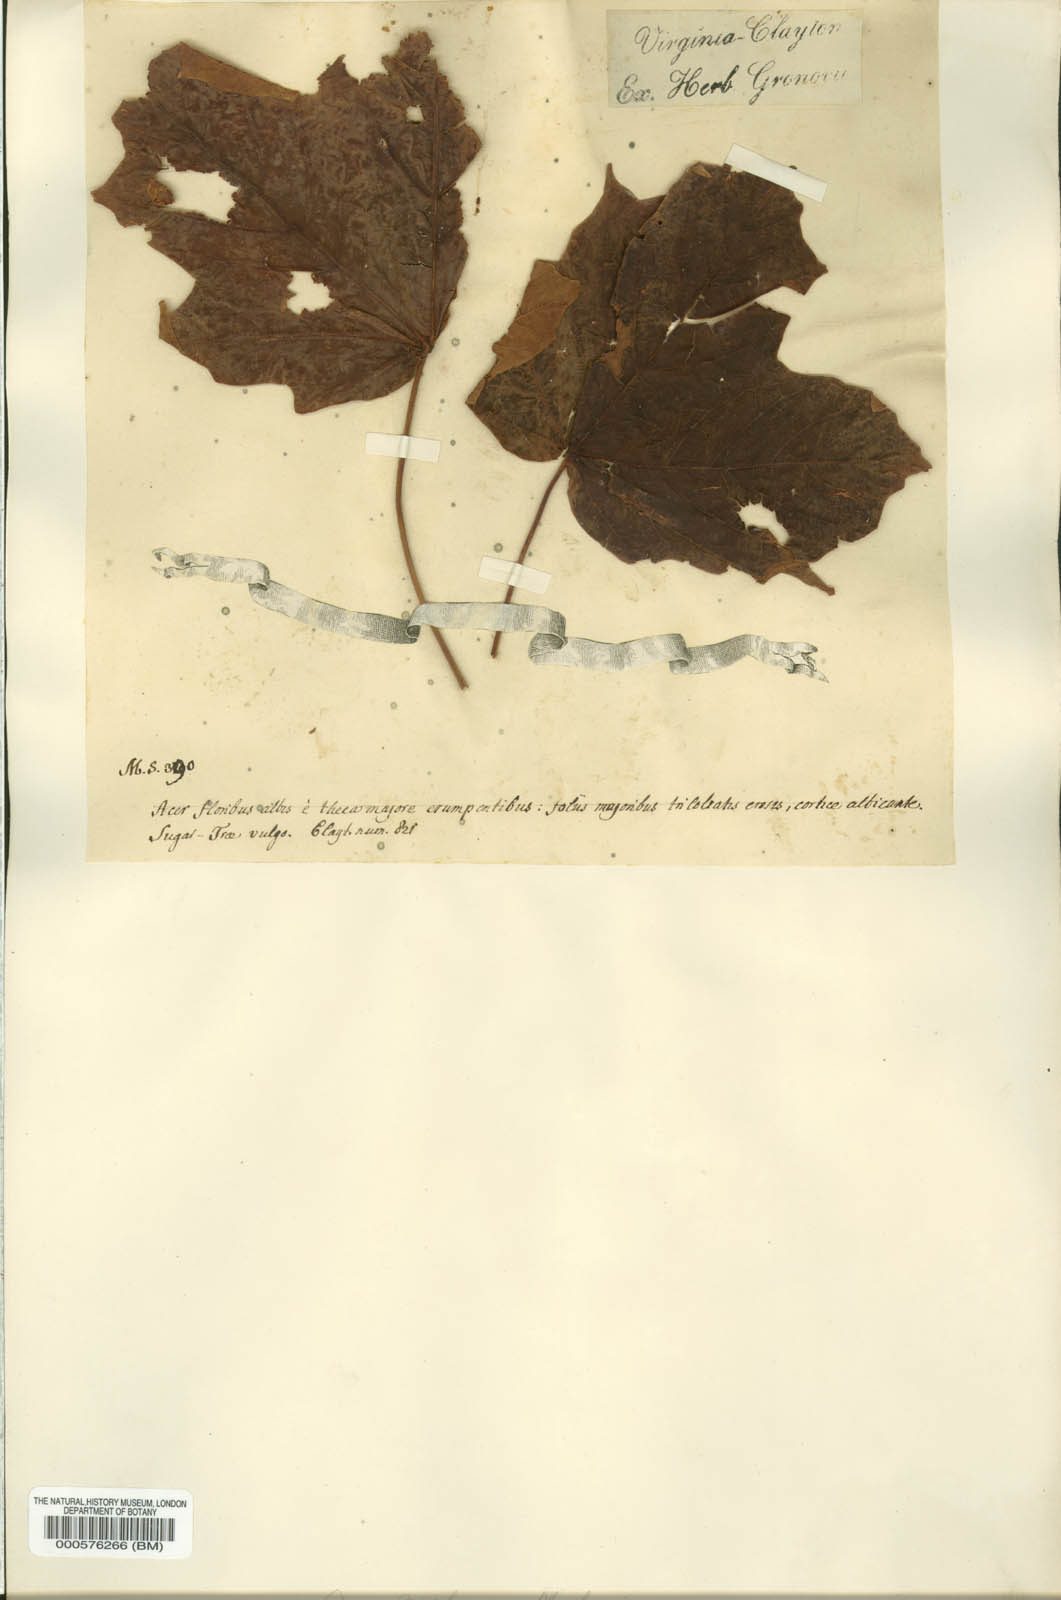 Virginia - Clayton
Ex. Herb Gronovii
M.S. 390
Acer floribus albis è theca majore erumpentibus: foliis majoribus trilobatis erosis, cortice albicante.
Sugar-Tree vulgo. Clayt. num. 821
THE NATURAL HISTORY MUSEUM, LONDON
DEPARTMENT OF BOTANY
000576266 (BM)